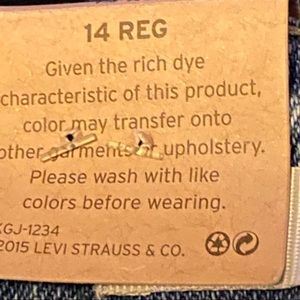 14 REG
Given the rich dye
characteristic of this product,
color may transfer onto
other garments or upholstery.
Please wash with like
colors before wearing.
KGJ-1234
2015 LEVI STRAUSS & CO.